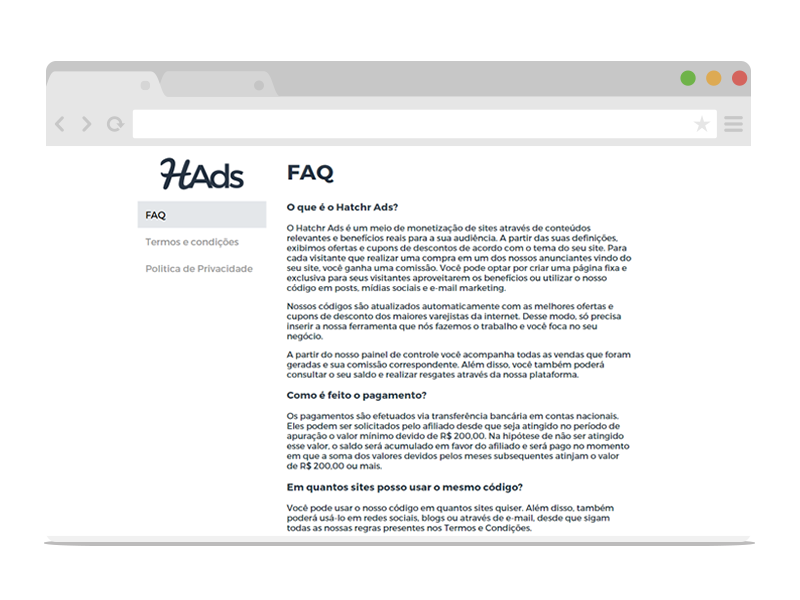 HAds
FAQ
Termos e condições
Política de Privacidade
FAQ
O que é o Hatchr Ads?
O Hatchr Ads é um meio de monetização de sites através de conteúdos
relevantes e benefícios reais para a sua audiência. A partir das suas definições,
exibimos ofertas e cupons de descontos de acordo com o tema do seu site. Para
cada visitante que realizar uma compra em um dos nossos anunciantes vindo do
seu site, você ganha uma comissão. Você pode optar por criar uma página fixa e
exclusiva para seus visitantes aproveitarem os benefícios ou utilizar o nosso
código em posts, mídias sociais e e-mail marketing.
Nossos códigos são atualizados automaticamente com as melhores ofertas e
cupons de desconto dos maiores varejistas da internet. Desse modo, só precisa
inserir a nossa ferramenta que nós fazemos o trabalho e você foca no seu
negócio.
A partir do nosso painel de controle você acompanha todas as vendas que foram
geradas e sua comissão correspondente. Além disso, você também poderá
consultar o seu saldo e realizar resgates através da nossa plataforma.
Como é feito o pagamento?
Os pagamentos são efetuados via transferência bancária em contas nacionais.
Eles podem ser solicitados pelo afiliado desde que seja atingido no período de
apuração o valor mínimo devido de R$ 200,00. Na hipótese de não ser atingido
esse valor, o saldo será acumulado em favor do afiliado e será pago no momento
em que a soma dos valores devidos pelos meses subsequentes atinjam o valor
de R$ 200,00 ou mais.
Em quantos sites posso usar o mesmo código?
Você pode usar o nosso código em quantos sites quiser. Além disso, também
poderá usá-lo em redes sociais, blogs ou através de e-mail, desde que sigam
todas as nossas regras presentes nos Termos e Condições.